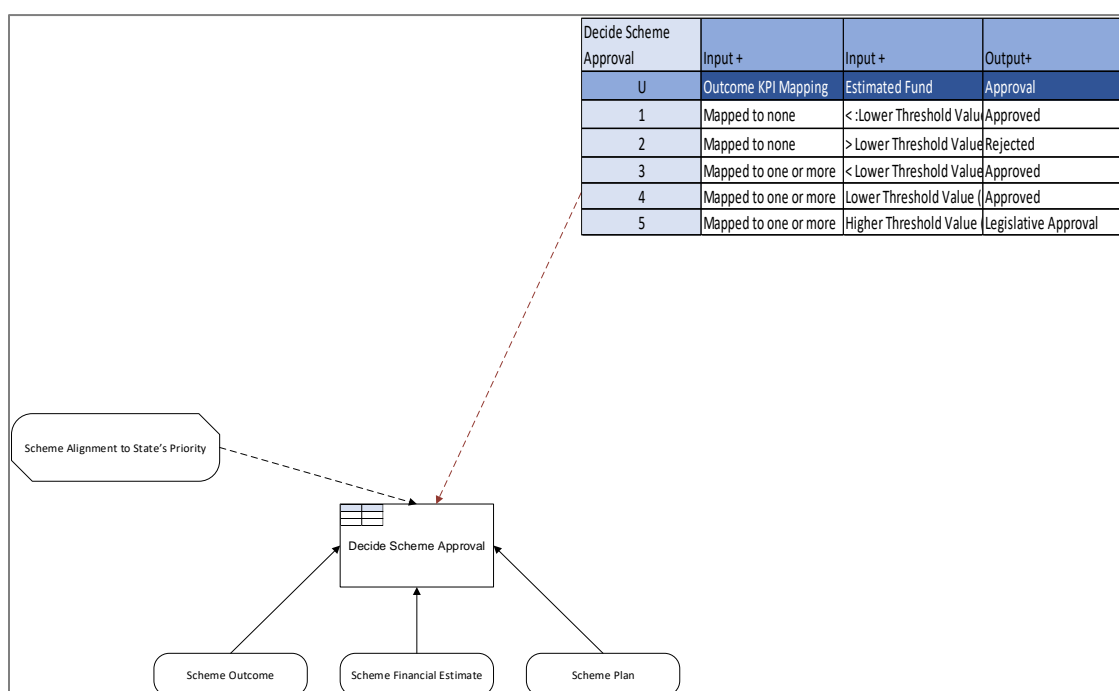 Decide Scheme
Approval Input + Input + Output+
U Outcome KPI Mapping Estimated Fund Approval
1 Mapped to none < :Lower Threshold Valu Approved
2 Mapped to none > Lower Threshold Value Rejected
3 Mapped to one or more < Lower Threshold Value Approved
4 Mapped to one or more Lower Threshold Value ( Approved
5 Mapped to one or more Higher Threshold Value ( Legislative Approval
Scheme Alignment to State's Priority
Decide Scheme Approval
Scheme Outcome
Scheme Financial Estimate
Scheme Plan